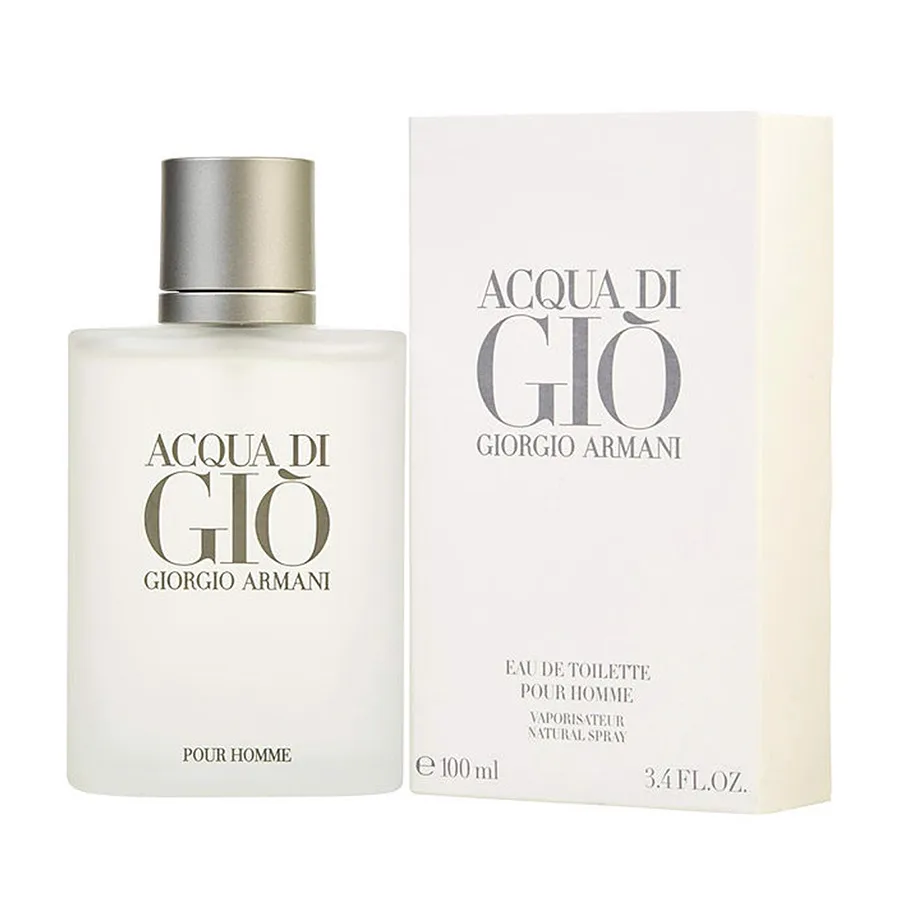 ACQUA DI
GIÒ
GIORGIO ARMANI
POUR HOMME
ACQUA DI
GIÒ
GIORGIO ARMANI
EAU DE TOILETTE
POUR HOMME
VAPORISATEUR
NATURAL SPRAY
℮ 100 ml
3.4 FL.OZ.